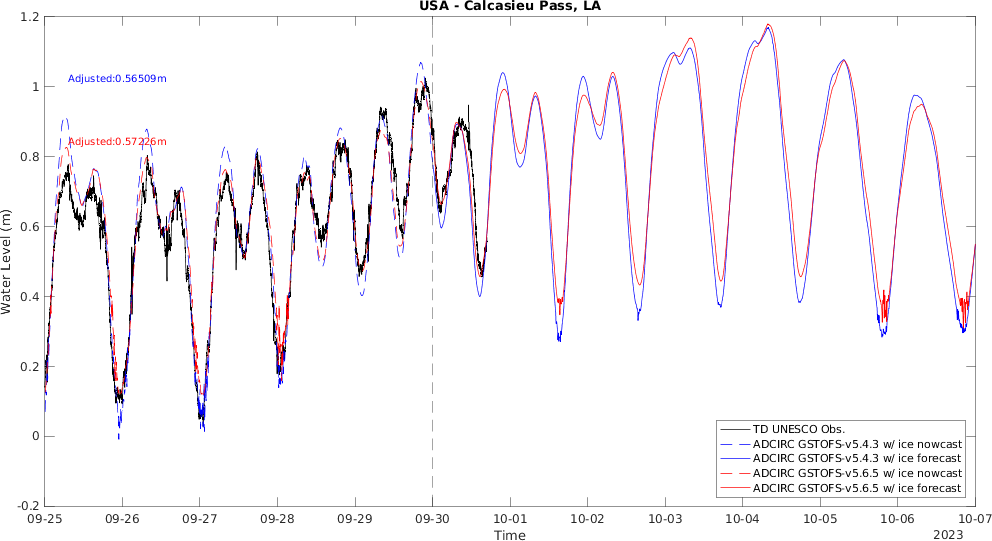 USA - Calcasieu Pass, LA
1.2
1
0.8
0.6
0.4
0.2
0
-0.2
Water Level (m)
Adjusted:0.56509m
Adjusted:0.57226m
TD UNESCO Obs.
ADCIRC GSTOFS-v5.4.3 w/ ice nowcast
ADCIRC GSTOFS-v5.4.3 w/ ice forecast
ADCIRC GSTOFS-v5.6.5 w/ ice nowcast
ADCIRC GSTOFS-v5.6.5 w/ ice forecast
09-25 09-26 09-27 09-28 09-29 09-30 10-01 10-02 10-03 10-04 10-05 10-06 10-07
Time
2023